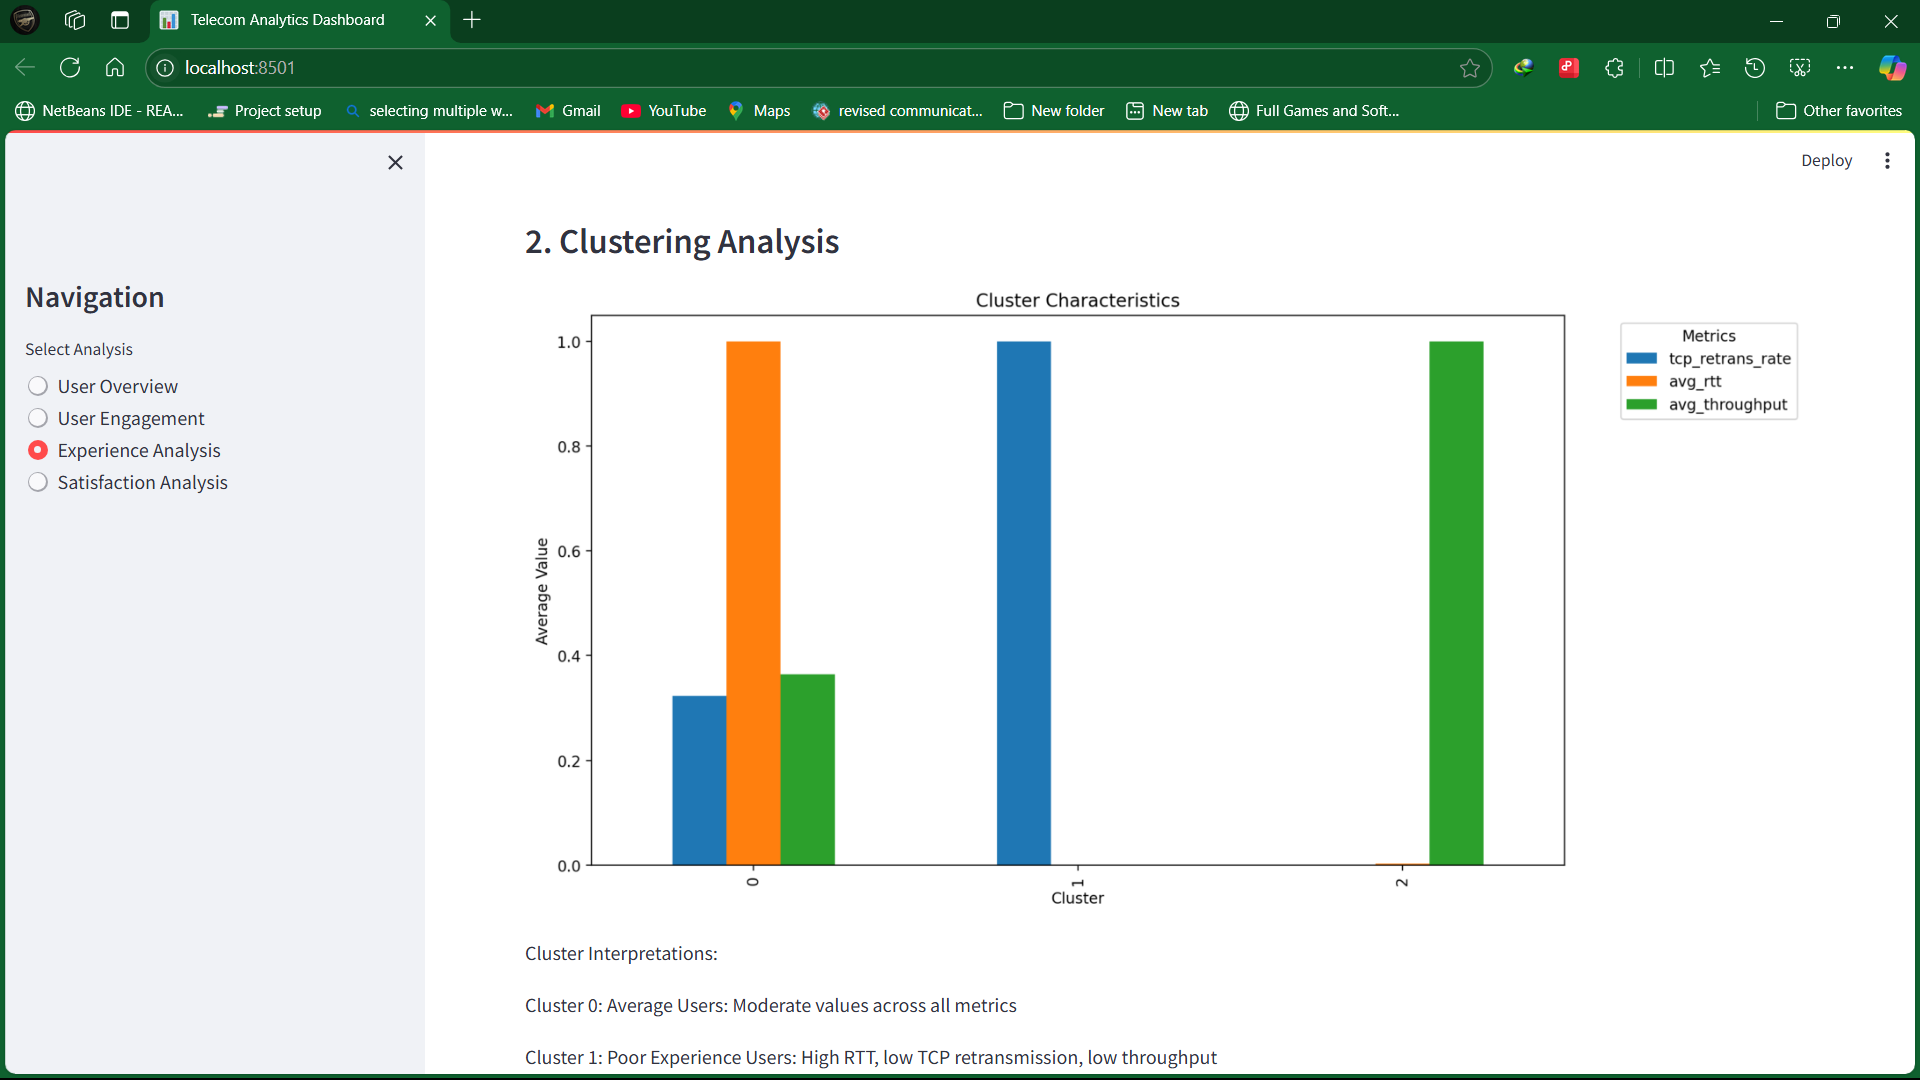 Telecom Analytics Dashboard
localhost:8501
NetBeans IDE - REA...
Project setup
selecting multiple w...
Gmail
YouTube
Maps
revised communicat...
New folder
New tab
Full Games and Soft...
Other favorites
Deploy
Navigation
Select Analysis
User Overview
User Engagement
Experience Analysis
Satisfaction Analysis
2. Clustering Analysis
Cluster Characteristics
Metrics
tcp_retrans_rate
avg_rtt
avg_throughput
Average Value
1.0
0.8
0.6
0.4
0.2
0.0
0
1
2
Cluster
Cluster Interpretations:
Cluster 0: Average Users: Moderate values across all metrics
Cluster 1: Poor Experience Users: High RTT, low TCP retransmission, low throughput